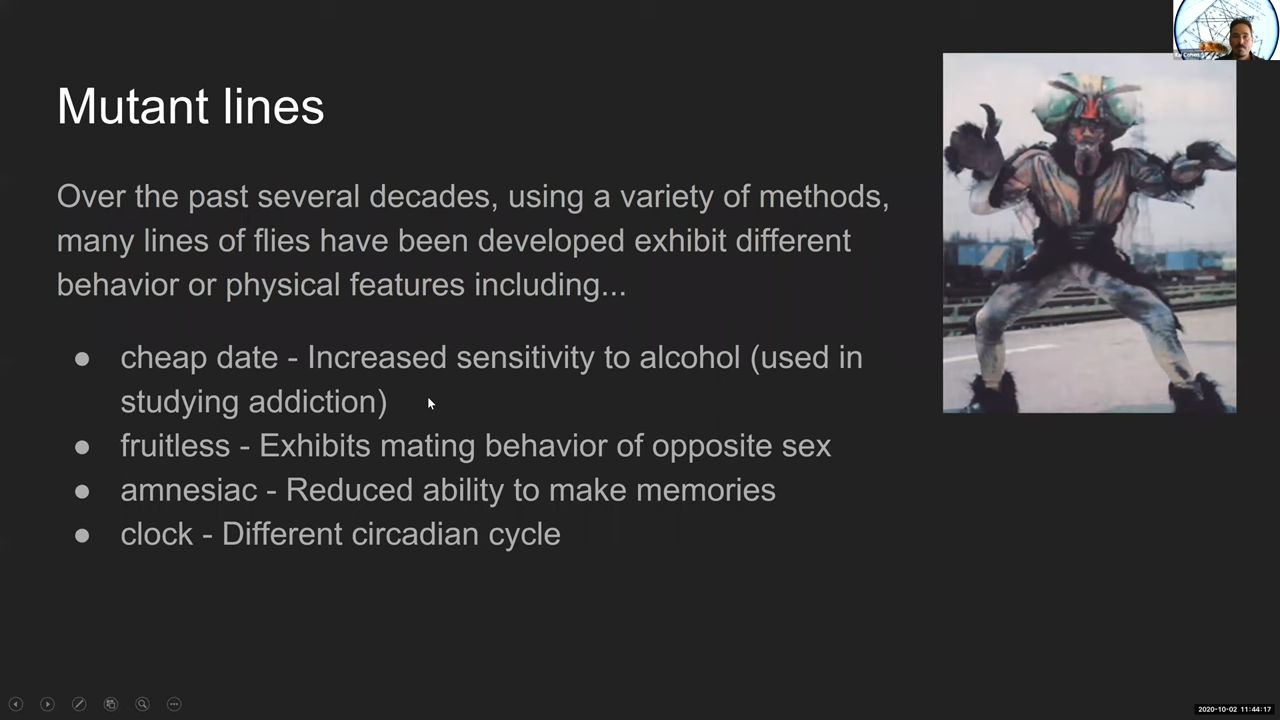 Mutant lines
Over the past several decades, using a variety of methods,
many lines of flies have been developed exhibit different
behavior or physical features including...
● cheap date - Increased sensitivity to alcohol (used in
studying addiction)
● fruitless - Exhibits mating behavior of opposite sex
● amnesiac - Reduced ability to make memories
● clock - Different circadian cycle
2020-10-02 11:44:17